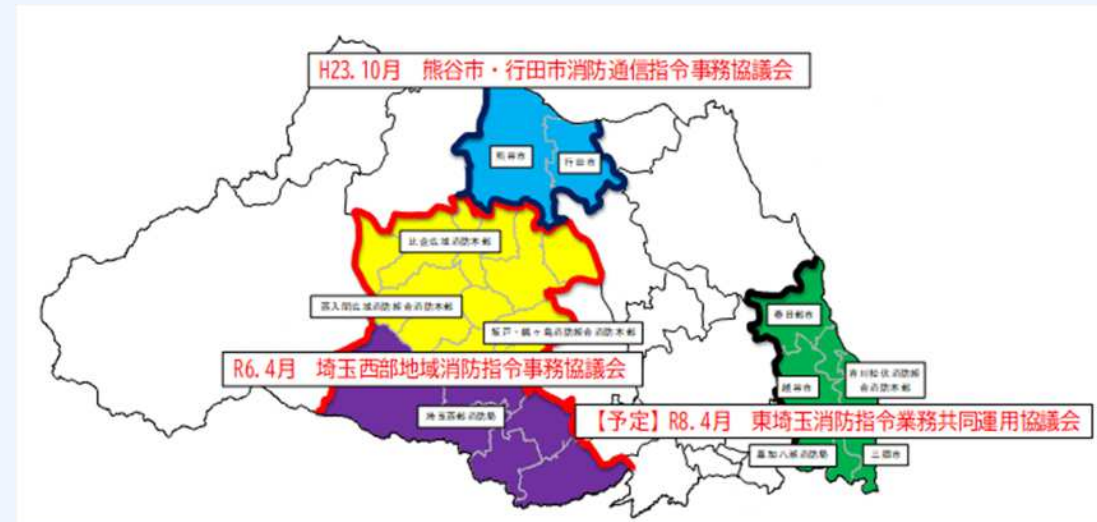 H23.10月　熊谷市・行田市消防通信指令事務協議会
熊谷市
行田市
比企広域消防本部
西入間広域消防組合消防本部
坂戸・鶴ヶ島消防組合消防本部
R6.4月　埼玉西部地域消防指令事務協議会
埼玉西部消防局
春日部市
吉川松伏消防組
合消防本部
越谷市
【予定】R8.4月　東埼玉消防指令業務共同運用協議会
草加八潮消防局
三郷市